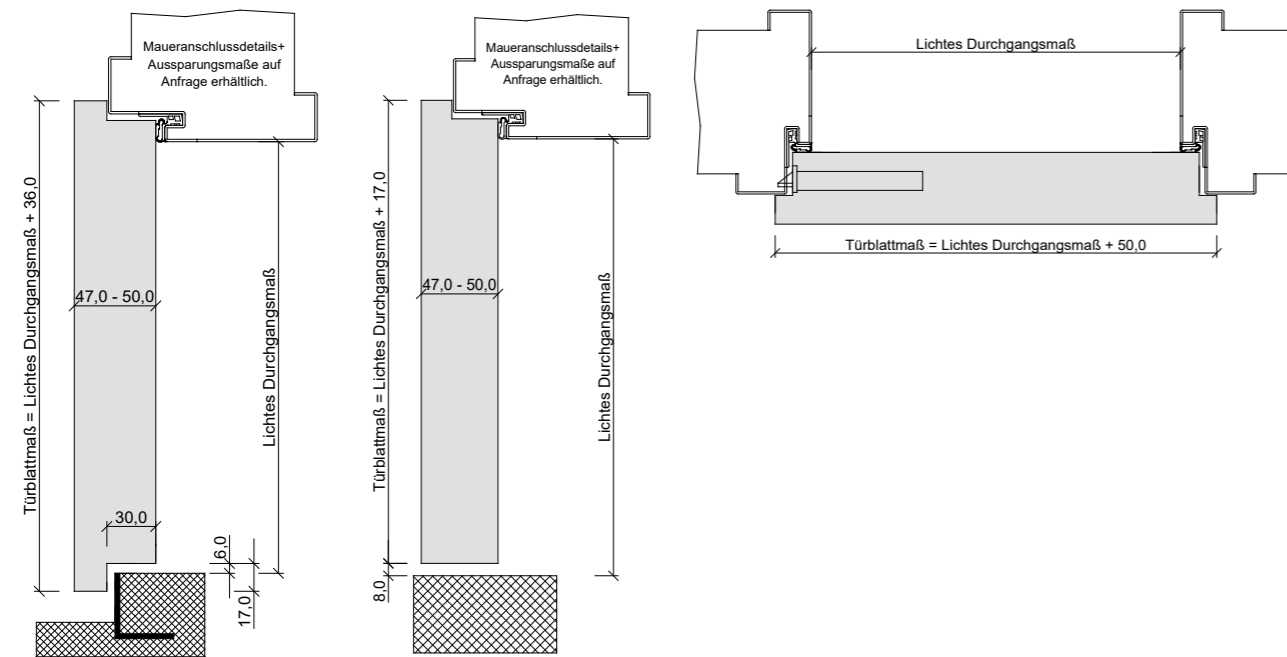 Maueranschlussdetails+
Aussparungsmaße auf
Anfrage erhältlich.
Türblattmaß = Lichtes Durchgangsmaß + 36,0
47,0 - 50,0
Lichtes Durchgangsmaß
30,0
6,0
17,0
Maueranschlussdetails+
Aussparungsmaße auf
Anfrage erhältlich.
Türblattmaß = Lichtes Durchgangsmaß + 17,0
47,0 - 50,0
Lichtes Durchgangsmaß
8,0
Lichtes Durchgangsmaß
Türblattmaß = Lichtes Durchgangsmaß + 50,0